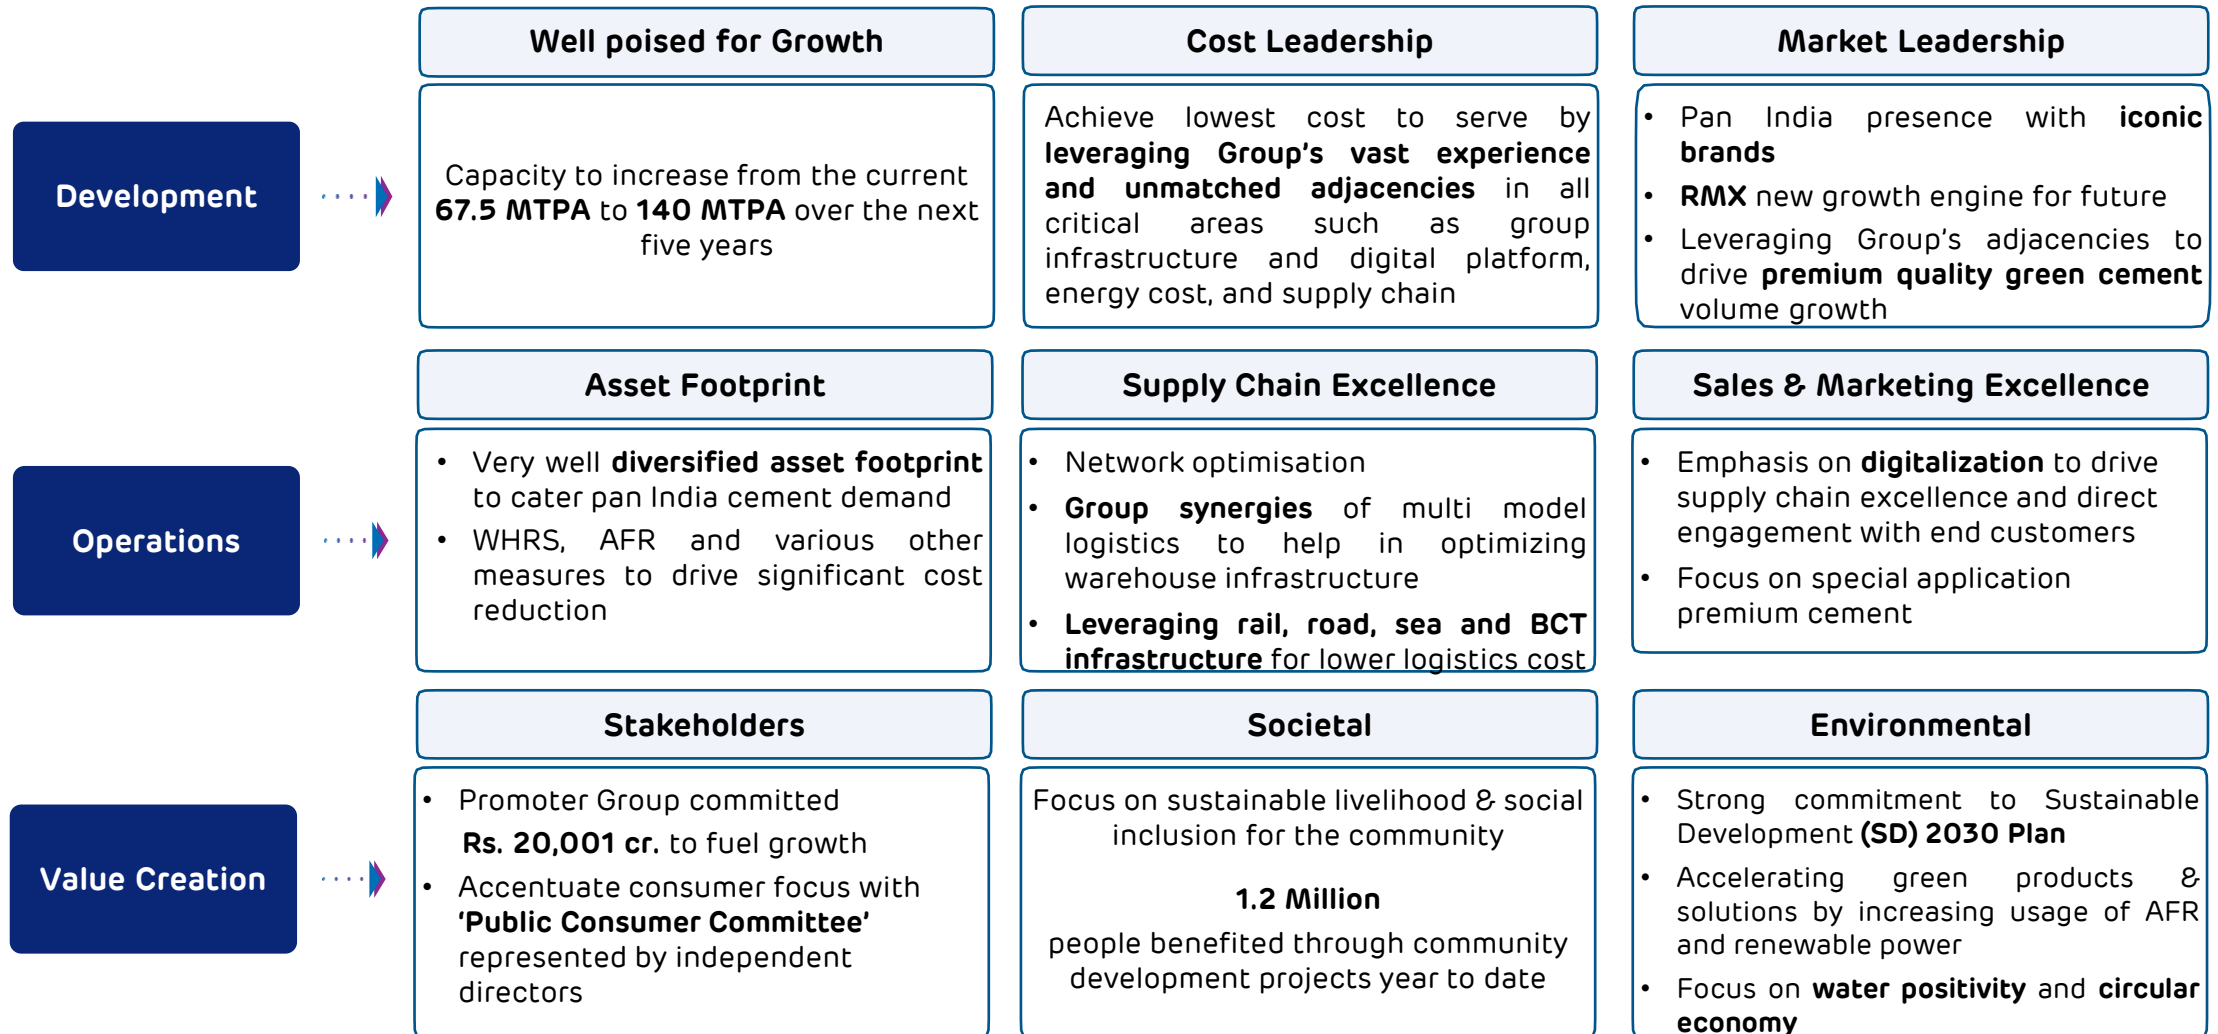 Well poised for Growth
Cost Leadership
Market Leadership
Development
Capacity to increase from the current
67.5 MTPA to 140 MTPA over the next
five years
Achieve lowest cost to serve by
leveraging Group's vast experience
and unmatched adjacencies in all
critical areas such as group
infrastructure and digital platform,
energy cost, and supply chain
• Pan India presence with iconic
brands
• RMX new growth engine for future
• Leveraging Group's adjacencies to
drive premium quality green cement
volume growth
Asset Footprint
Supply Chain Excellence
Sales & Marketing Excellence
Operations
• Very well diversified asset footprint
to cater pan India cement demand
• WHRS, AFR and various other
measures to drive significant cost
reduction
• Network optimisation
• Group synergies of multi model
logistics to help in optimizing
warehouse infrastructure
• Leveraging rail, road, sea and BCT
infrastructure for lower logistics cost
• Emphasis on digitalization to drive
supply chain excellence and direct
engagement with end customers
• Focus on special application
premium cement
Stakeholders
Societal
Environmental
Value Creation
• Promoter Group committed
Rs. 20,001 cr. to fuel growth
• Accentuate consumer focus with
‘Public Consumer Committee’
represented by independent
directors
Focus on sustainable livelihood & social
inclusion for the community
1.2 Million
people benefited through community
development projects year to date
• Strong commitment to Sustainable
Development (SD) 2030 Plan
• Accelerating green products &
solutions by increasing usage of AFR
and renewable power
• Focus on water positivity and circular
economy